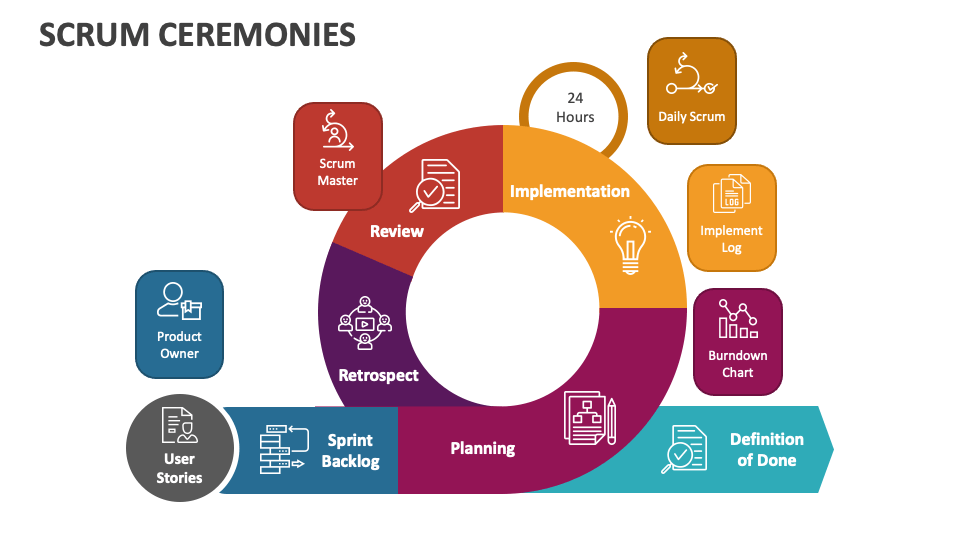 SCRUM CEREMONIES
24
Hours
Daily Scrum
Scrum
Master
Implementation
Review
Implement
Log
LOG
Product
Owner
Burndown
Chart
Retrospect
User
Stories
Sprint
Backlog
Planning
Definition
of Done